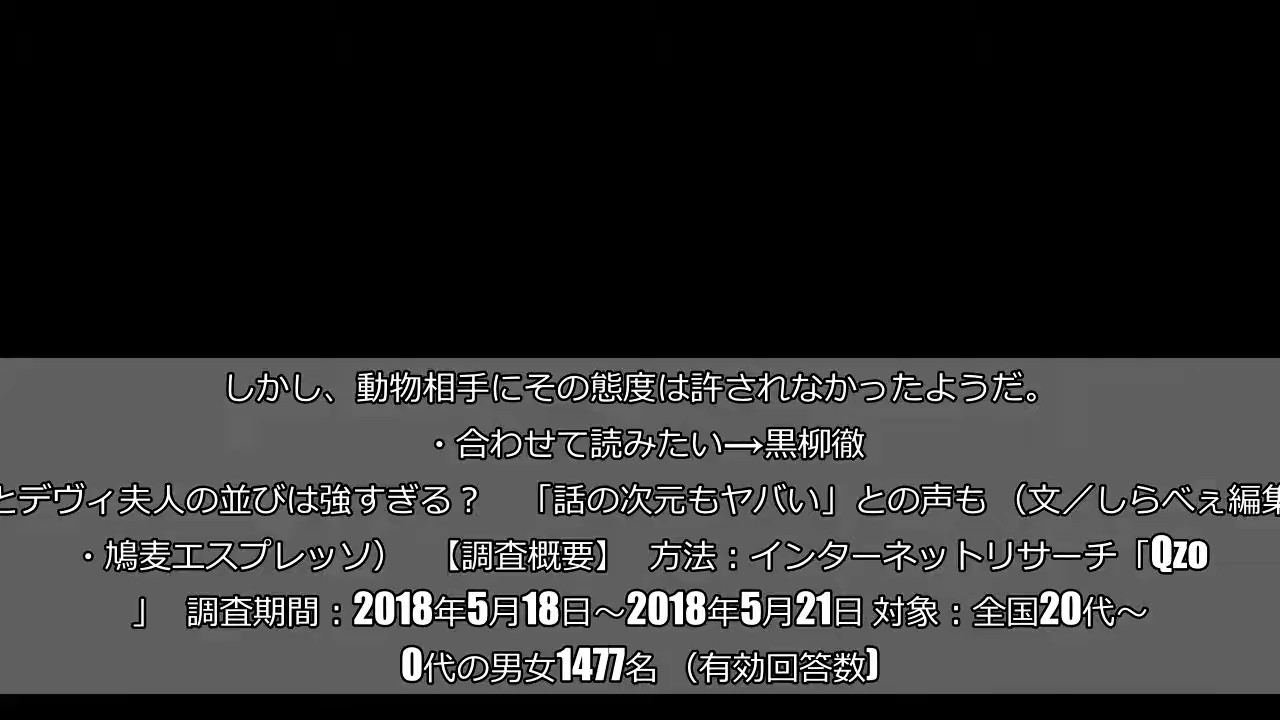 しかし、動物相手にその態度は許されなかったようだ。
・合わせて読みたい→黒柳徹
とデヴィ夫人の並びは強すぎる？　「話の次元もヤバい」との声も （文／しらべぇ編集
・鳩麦エスプレッソ）　【調査概要】　方法：インターネットリサーチ「Qzo
」　調査期間：2018年5月18日～2018年5月21日 対象：全国20代～
0代の男女1477名 （有効回答数)